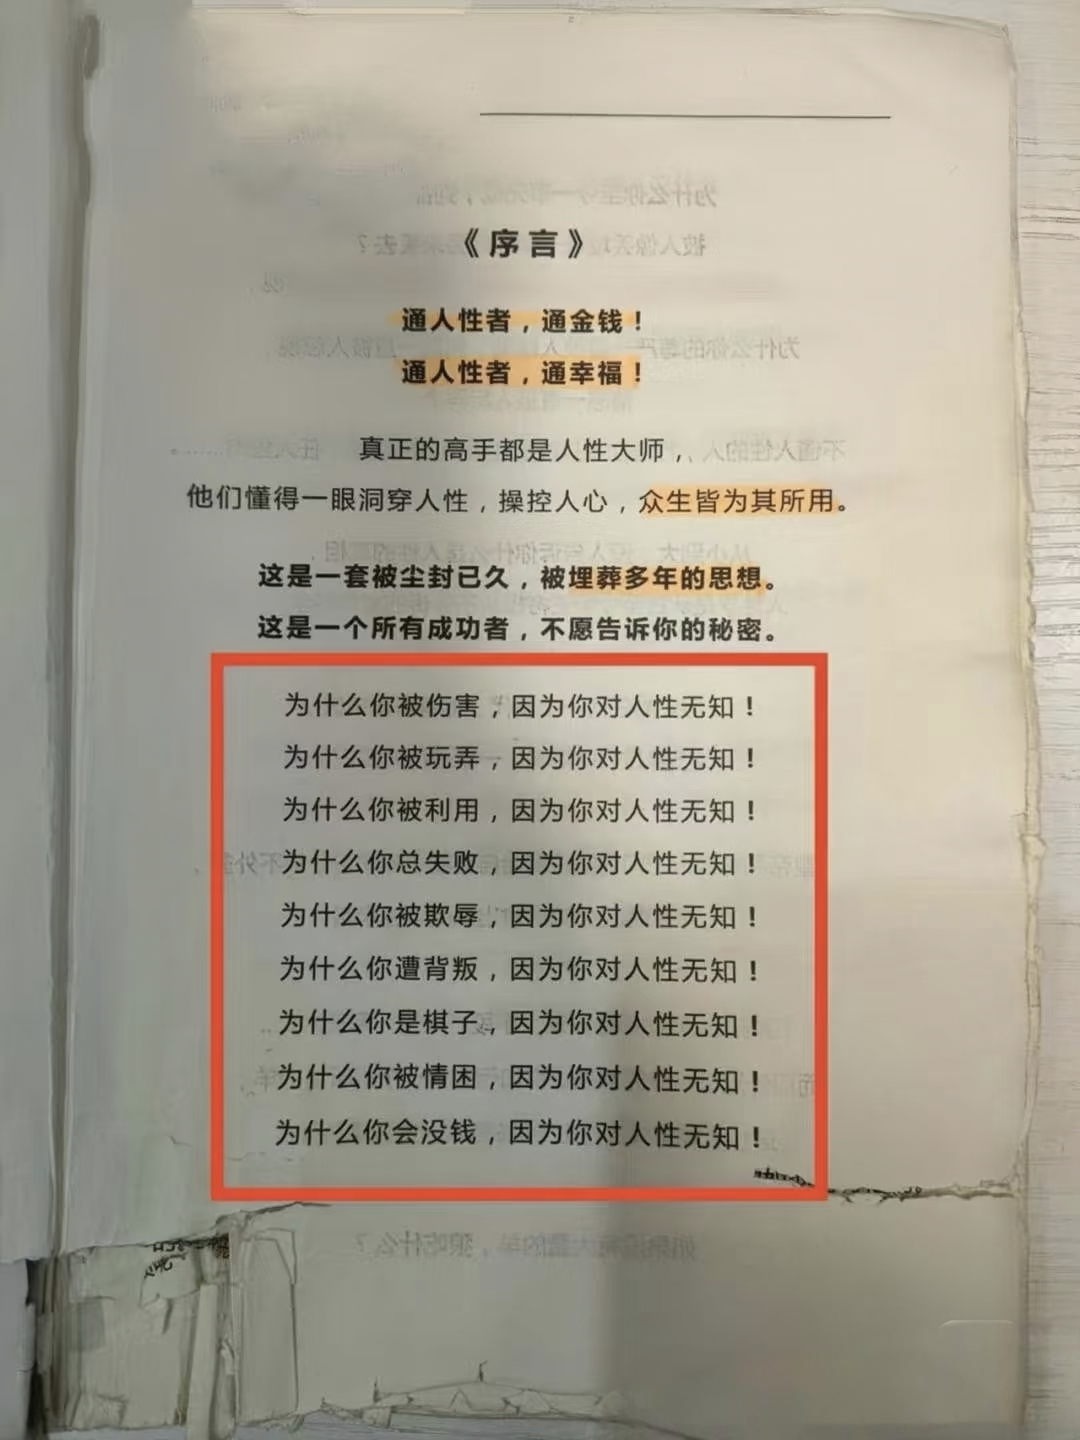 《序言》
通人性者，通金钱！
通人性者，通幸福！
真正的高手都是人性大师，
他们懂得一眼洞穿人性，操控人心，众生皆为其所用。
这是一套被尘封已久，被埋葬多年的思想。
这是一个所有成功者，不愿告诉你的秘密。
为什么你被伤害，因为你对人性无知！
为什么你被玩弄，因为你对人性无知！
为什么你被利用，因为你对人性无知！
为什么你总失败，因为你对人性无知！
为什么你被欺辱，因为你对人性无知！
为什么你遭背叛，因为你对人性无知！
为什么你是棋子，因为你对人性无知！
为什么你被情困，因为你对人性无知！
为什么你会没钱，因为你对人性无知！